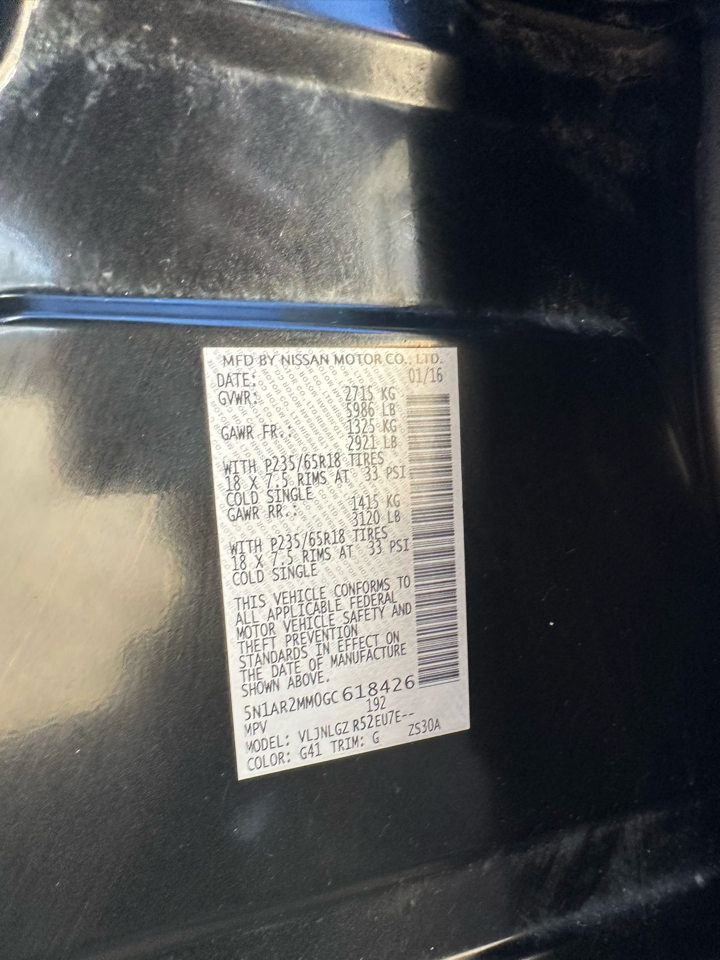 MFD BY NISSAN MOTOR CO., LTD.
DATE: 01/16
GVWR: 2715 KG
5986 LB
GAWR FR.: 1325 KG
2921 LB
WITH P235/65R18 TIRES
18 X 7.5 RIMS AT 33 PSI
COLD SINGLE
GAWR RR.: 1415 KG
3120 LB
WITH P235/65R18 TIRES
18 X 7.5 RIMS AT 33 PSI
COLD SINGLE
THIS VEHICLE CONFORMS TO
ALL APPLICABLE FEDERAL
MOTOR VEHICLE SAFETY AND
THEFT PREVENTION
STANDARDS IN EFFECT ON
THE DATE OF MANUFACTURE
SHOWN ABOVE.
5N1AR2MM0GC618426
MPV 192
MODEL: VLJNLGZ R52EU7E--
COLOR: G41 TRIM: G ZS30A